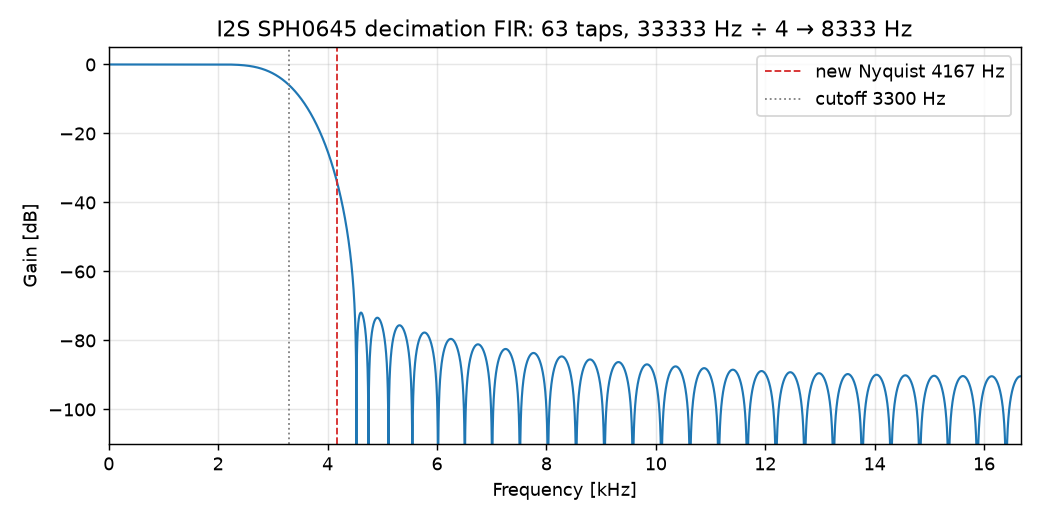 I2S SPH0645 decimation FIR: 63 taps, 33333 Hz ÷ 4 → 8333 Hz
new Nyquist 4167 Hz
cutoff 3300 Hz
Gain [dB]
0
−20
−40
−60
−80
−100
0 2 4 6 8 10 12 14 16
Frequency [kHz]